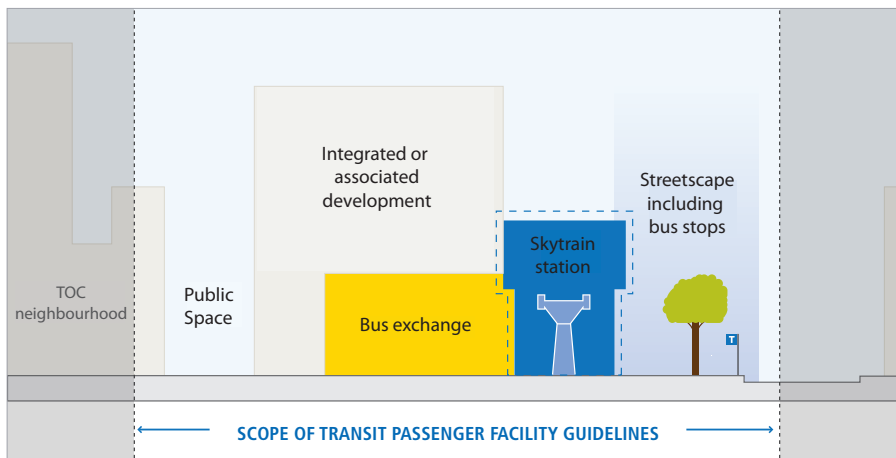 Integrated or
associated
development
Streetscape
including
bus stops
Skytrain
station
TOC
neighbourhood
Public
Space
Bus exchange
T
SCOPE OF TRANSIT PASSENGER FACILITY GUIDELINES